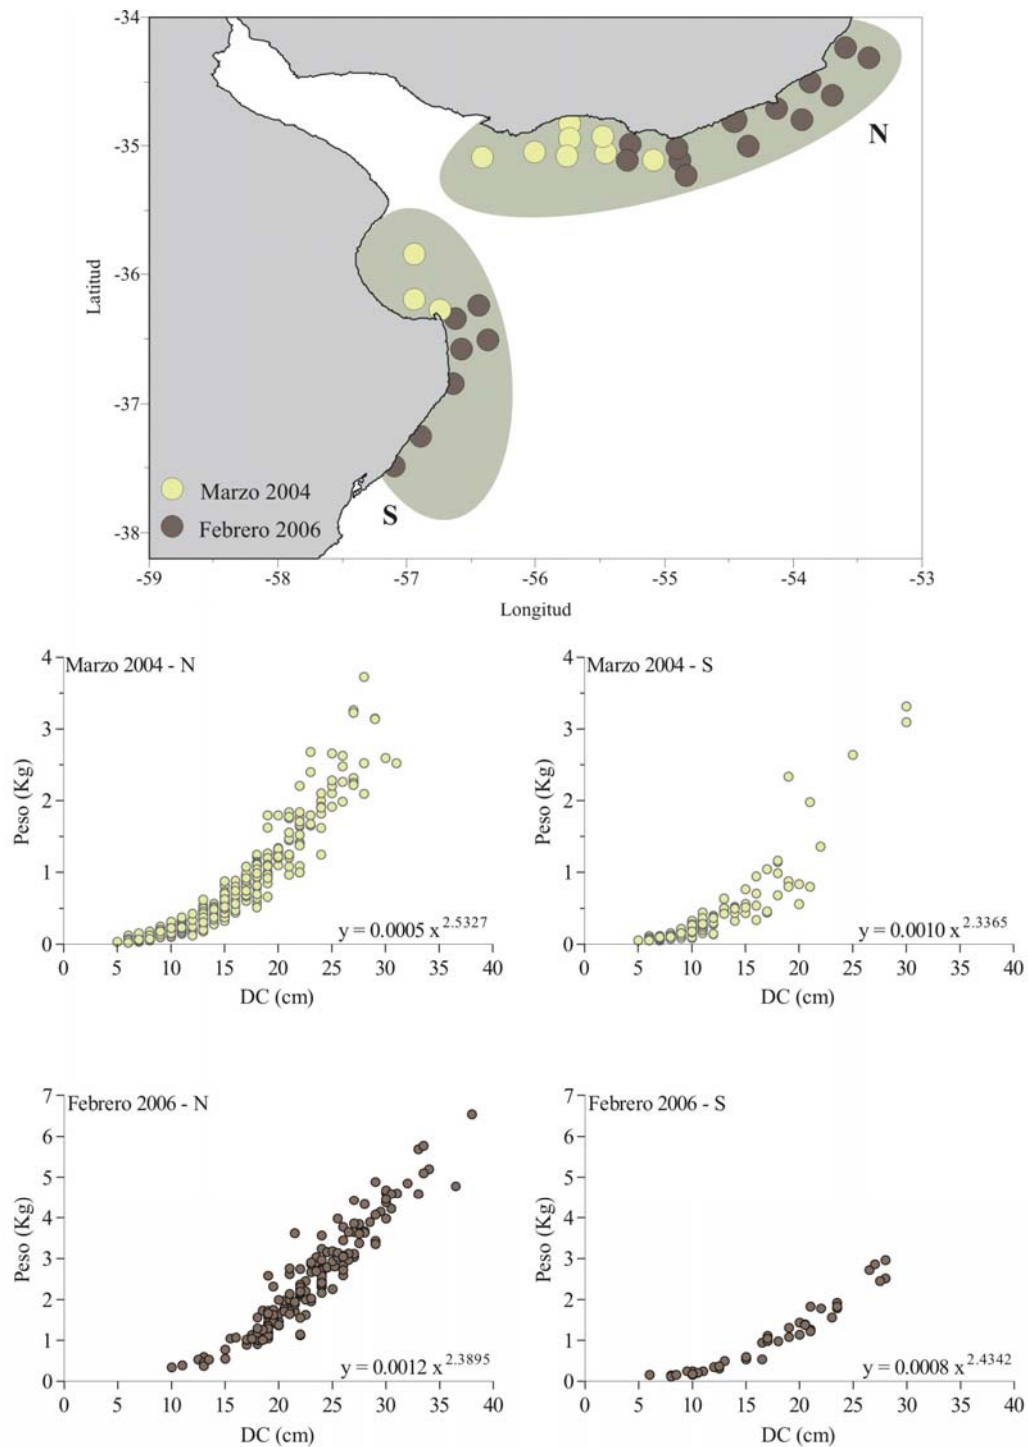 -34
-35
-36
-37
-38
Latitud
N
S
Marzo 2004
Febrero 2006
-59 -58 -57 -56 -55 -54 -53
Longitud
Marzo 2004 - N
4
3
2
1
0
Peso (Kg)
y = 0.0005 x^2.5327
0 5 10 15 20 25 30 35 40
DC (cm)
Marzo 2004 - S
4
3
2
1
0
Peso (Kg)
y = 0.0010 x^2.3365
0 5 10 15 20 25 30 35 40
DC (cm)
Febrero 2006 - N
7
6
5
4
3
2
1
0
Peso (Kg)
y = 0.0012 x^2.3895
0 5 10 15 20 25 30 35 40
DC (cm)
Febrero 2006 - S
7
6
5
4
3
2
1
0
Peso (Kg)
y = 0.0008 x^2.4342
0 5 10 15 20 25 30 35 40
DC (cm)